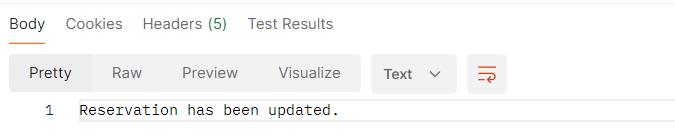 Body Cookies Headers (5) Test Results
Pretty Raw Preview Visualize Text
1 Reservation has been updated.